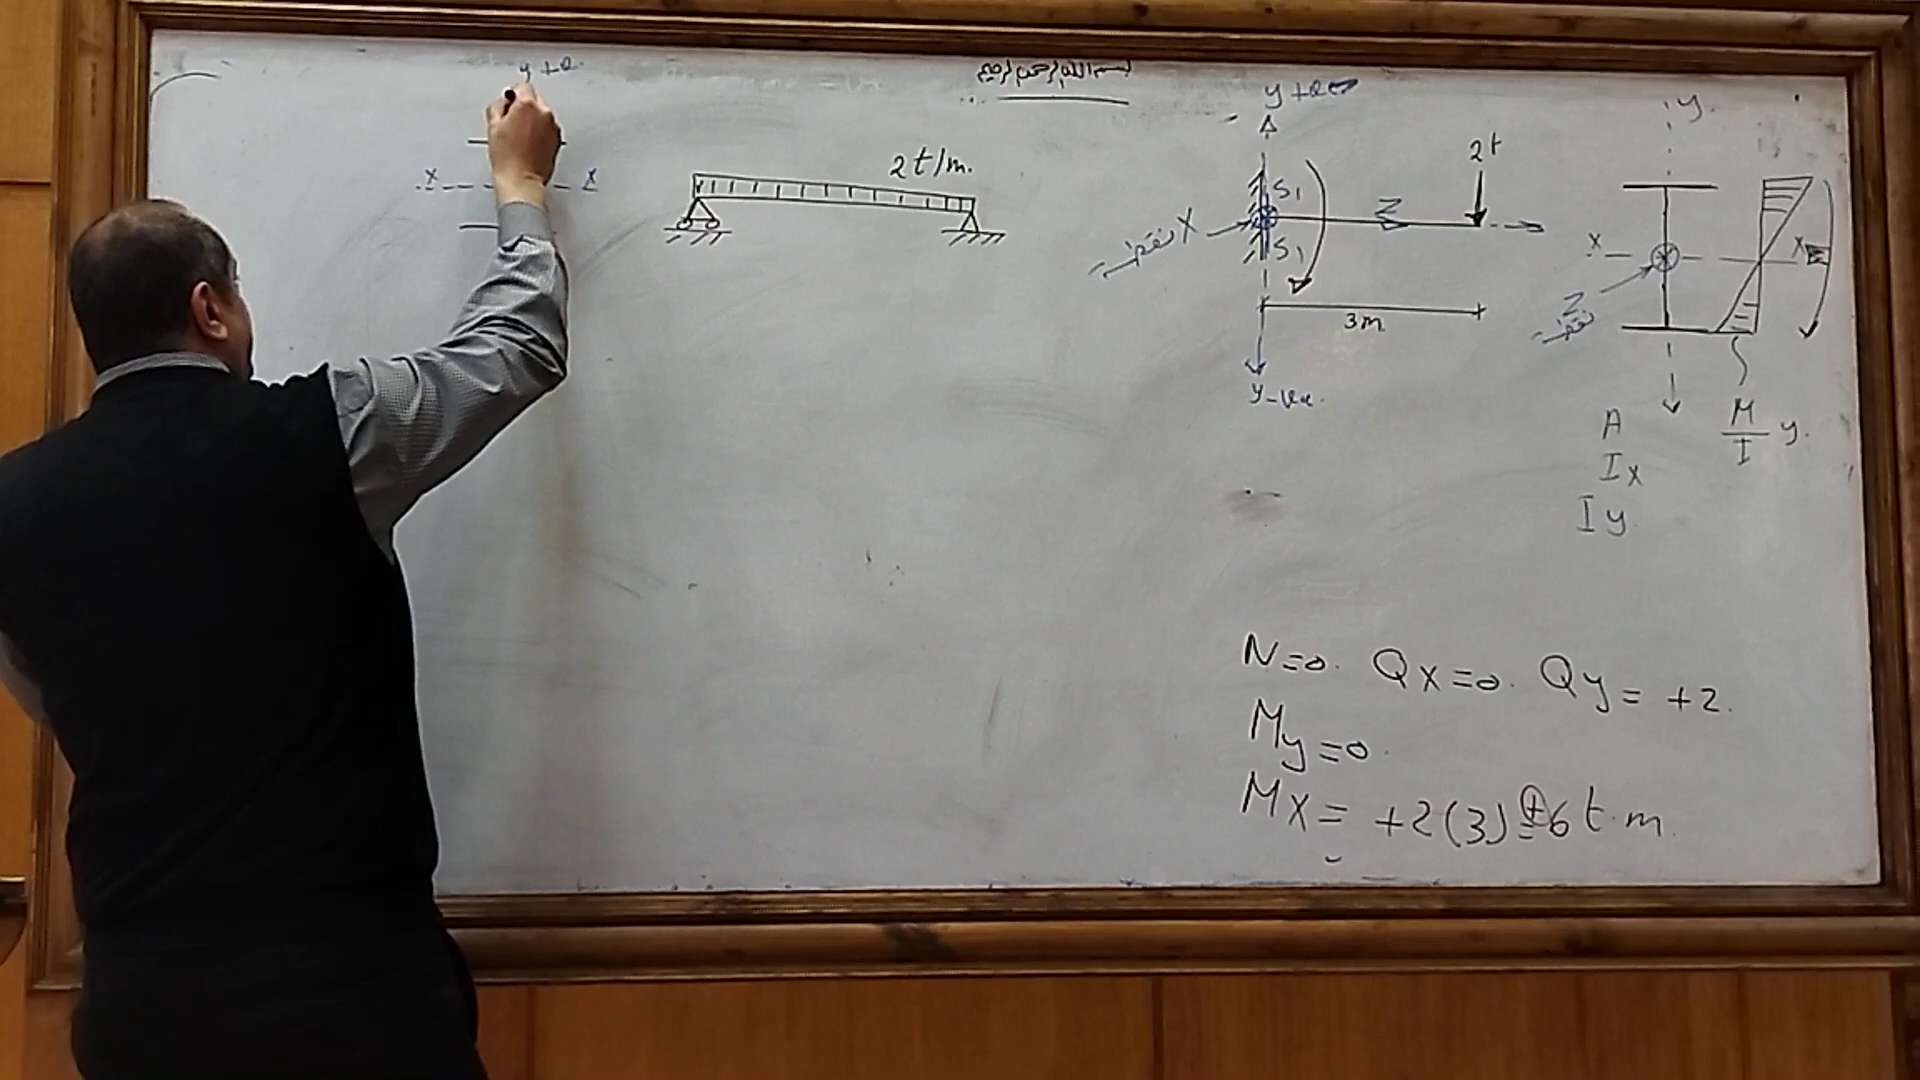 بسم الله الرحمن الرحيم
y +ve
x x
2 t/m.
y +ve
2t
S1
S1
Z
X
3m
y -ve.
y.
x x
Z
A
Ix
Iy
M/I y.
N=0. Qx=0. Qy= +2.
My=0.
Mx= +2(3)=+6 t.m.